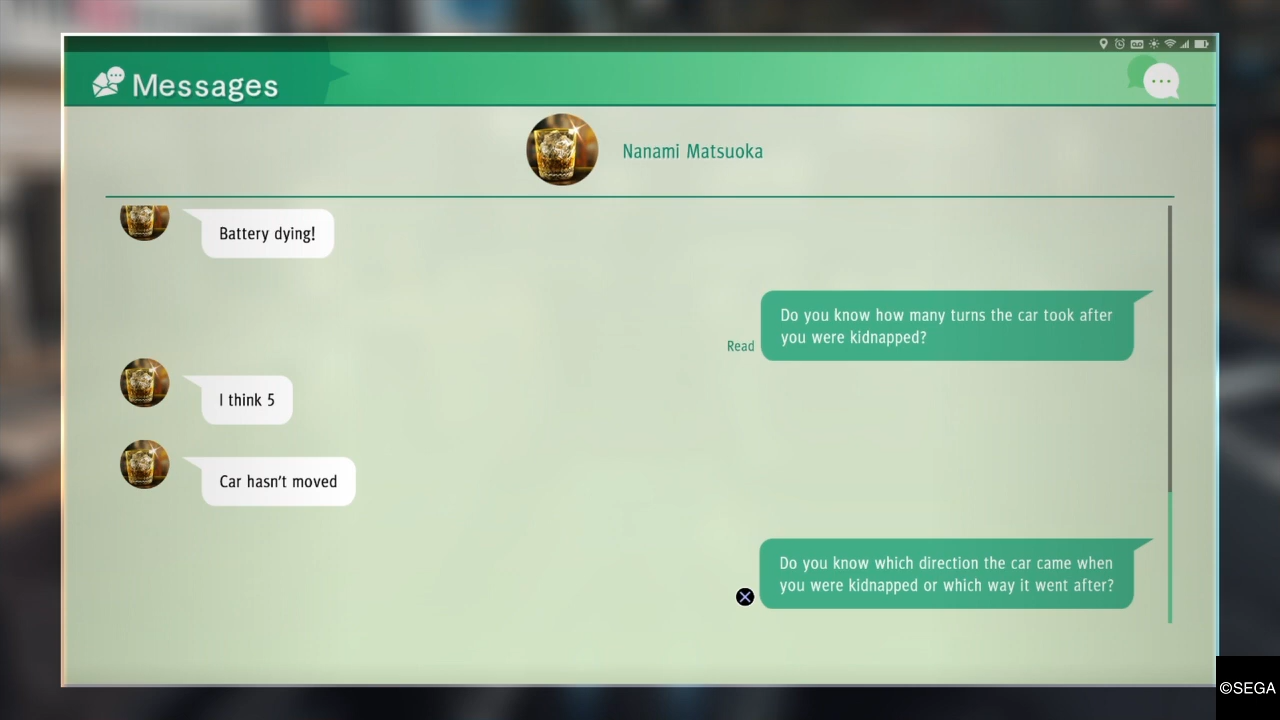 Messages
Nanami Matsuoka
Battery dying!
Do you know how many turns the car took after
you were kidnapped?
Read
I think 5
Car hasn't moved
Do you know which direction the car came when
you were kidnapped or which way it went after?
©SEGA